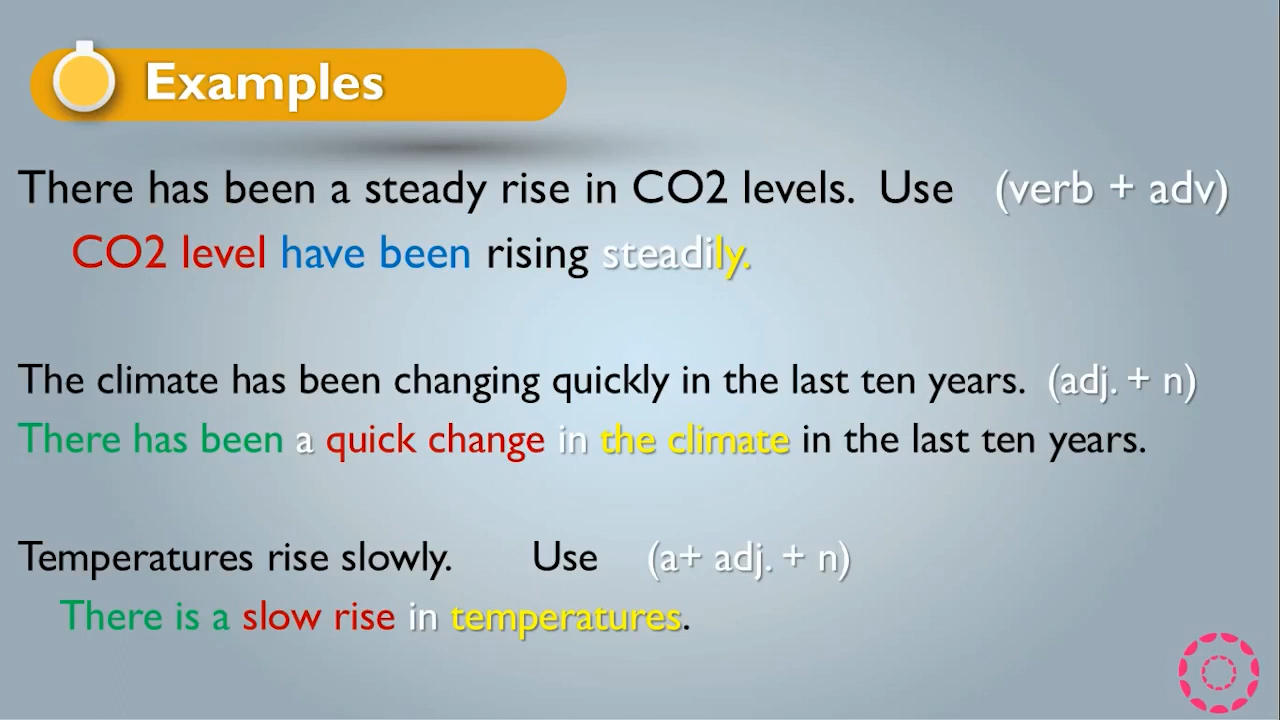 Examples
There has been a steady rise in CO2 levels. Use (verb + adv)
CO2 level have been rising steadily.
The climate has been changing quickly in the last ten years. (adj. + n)
There has been a quick change in the climate in the last ten years.
Temperatures rise slowly. Use (a+ adj. + n)
There is a slow rise in temperatures.